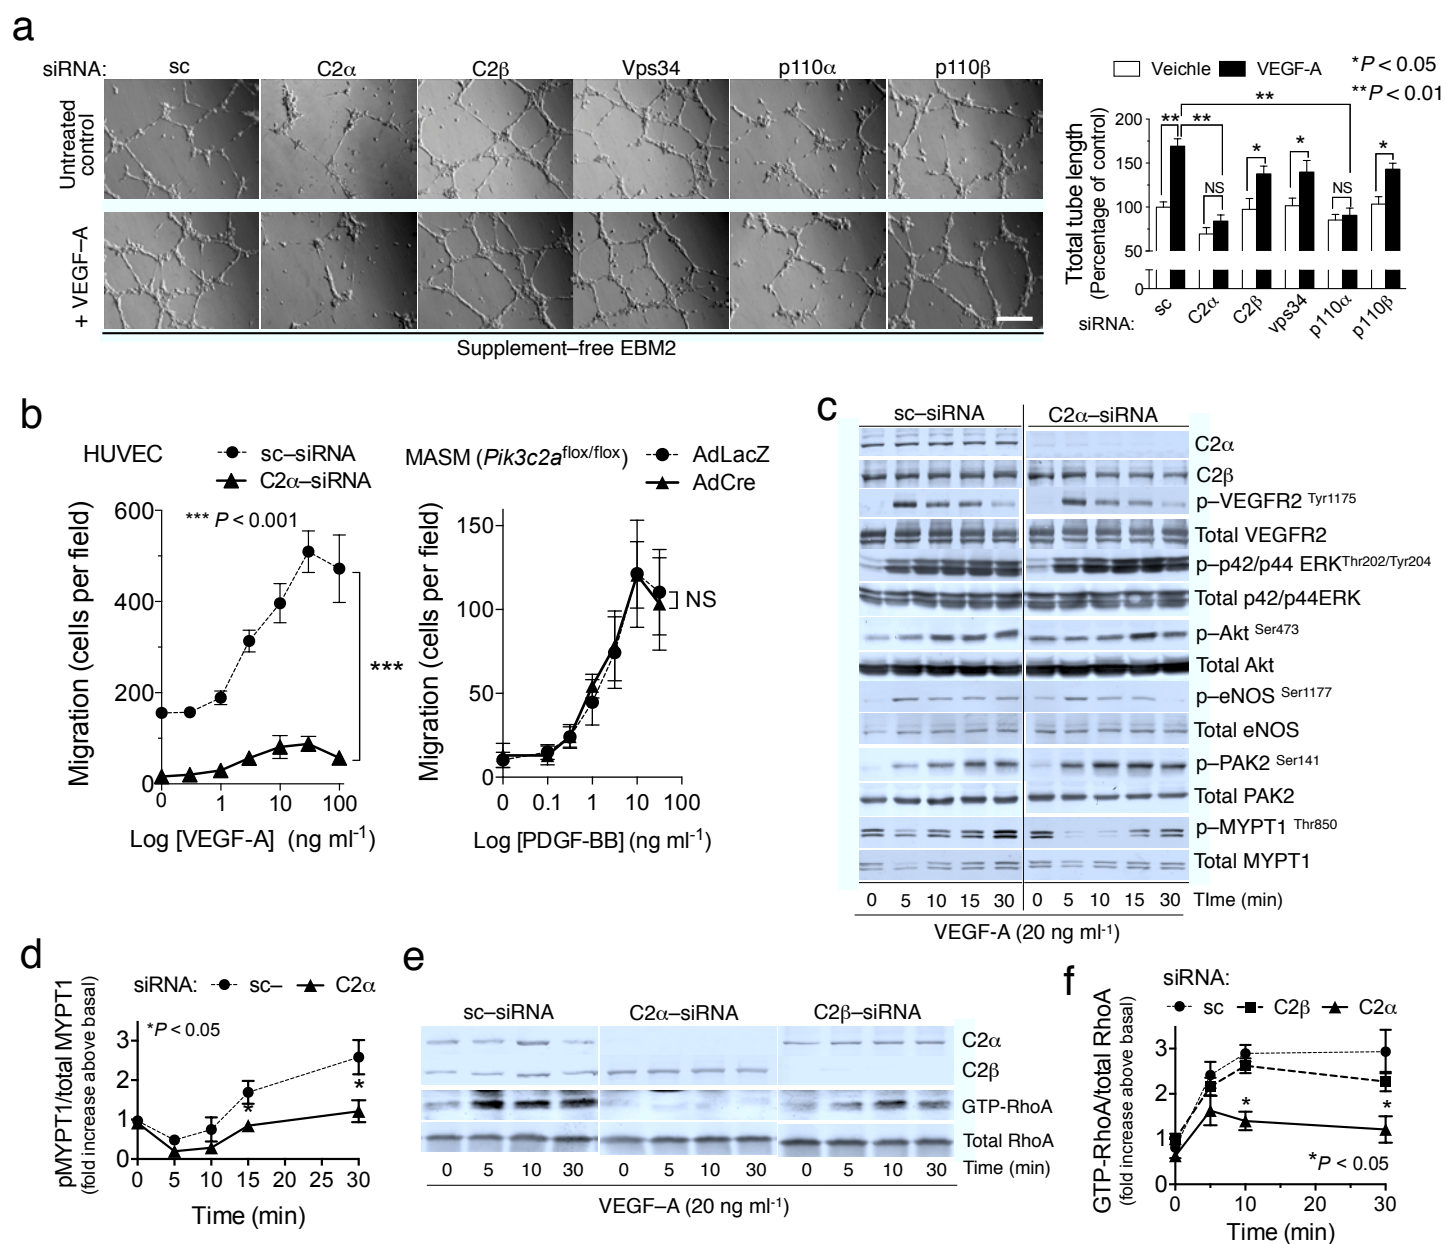 a
siRNA: sc C2α C2β Vps34 p110α p110β
Untreated control
+ VEGF–A
Supplement–free EBM2
Veichle VEGF-A
*P < 0.05
**P < 0.01
**
** **
* * *
NS NS
Ttotal tube length
(Percentage of control)
200
150
100
50
0
sc C2α C2β vps34 p110α p110β
siRNA:
b
HUVEC
sc–siRNA
C2α–siRNA
*** P < 0.001
***
Migration (cells per field)
600
400
200
0
0 1 10 100
Log [VEGF-A] (ng ml-1)
MASM (Pik3c2a flox/flox)
AdLacZ
AdCre
NS
Migration (cells per field)
150
100
50
0
0 0.1 1 10 100
Log [PDGF-BB] (ng ml-1)
c
sc–siRNA C2α–siRNA
C2α
C2β
p–VEGFR2 Tyr1175
Total VEGFR2
p–p42/p44 ERKThr202/Tyr204
Total p42/p44ERK
p–Akt Ser473
Total Akt
p–eNOS Ser1177
Total eNOS
p–PAK2 Ser141
Total PAK2
p–MYPT1 Thr850
Total MYPT1
0 5 10 15 30 0 5 10 15 30 TIme (min)
VEGF-A (20 ng ml-1)
d
siRNA: sc– C2α
*P < 0.05
pMYPT1/total MYPT1
(fold increase above basal)
3
2
1
0
* *
0 5 10 15 20 25 30
Time (min)
e
sc–siRNA C2α–siRNA C2β–siRNA
C2α
C2β
GTP-RhoA
Total RhoA
0 5 10 30 0 5 10 30 0 5 10 30 Time (min)
VEGF–A (20 ng ml-1)
f
siRNA:
sc C2β C2α
GTP-RhoA/total RhoA
(fold increase above basal)
3
2
1
0
* *
*P < 0.05
0 10 20 30
Time (min)